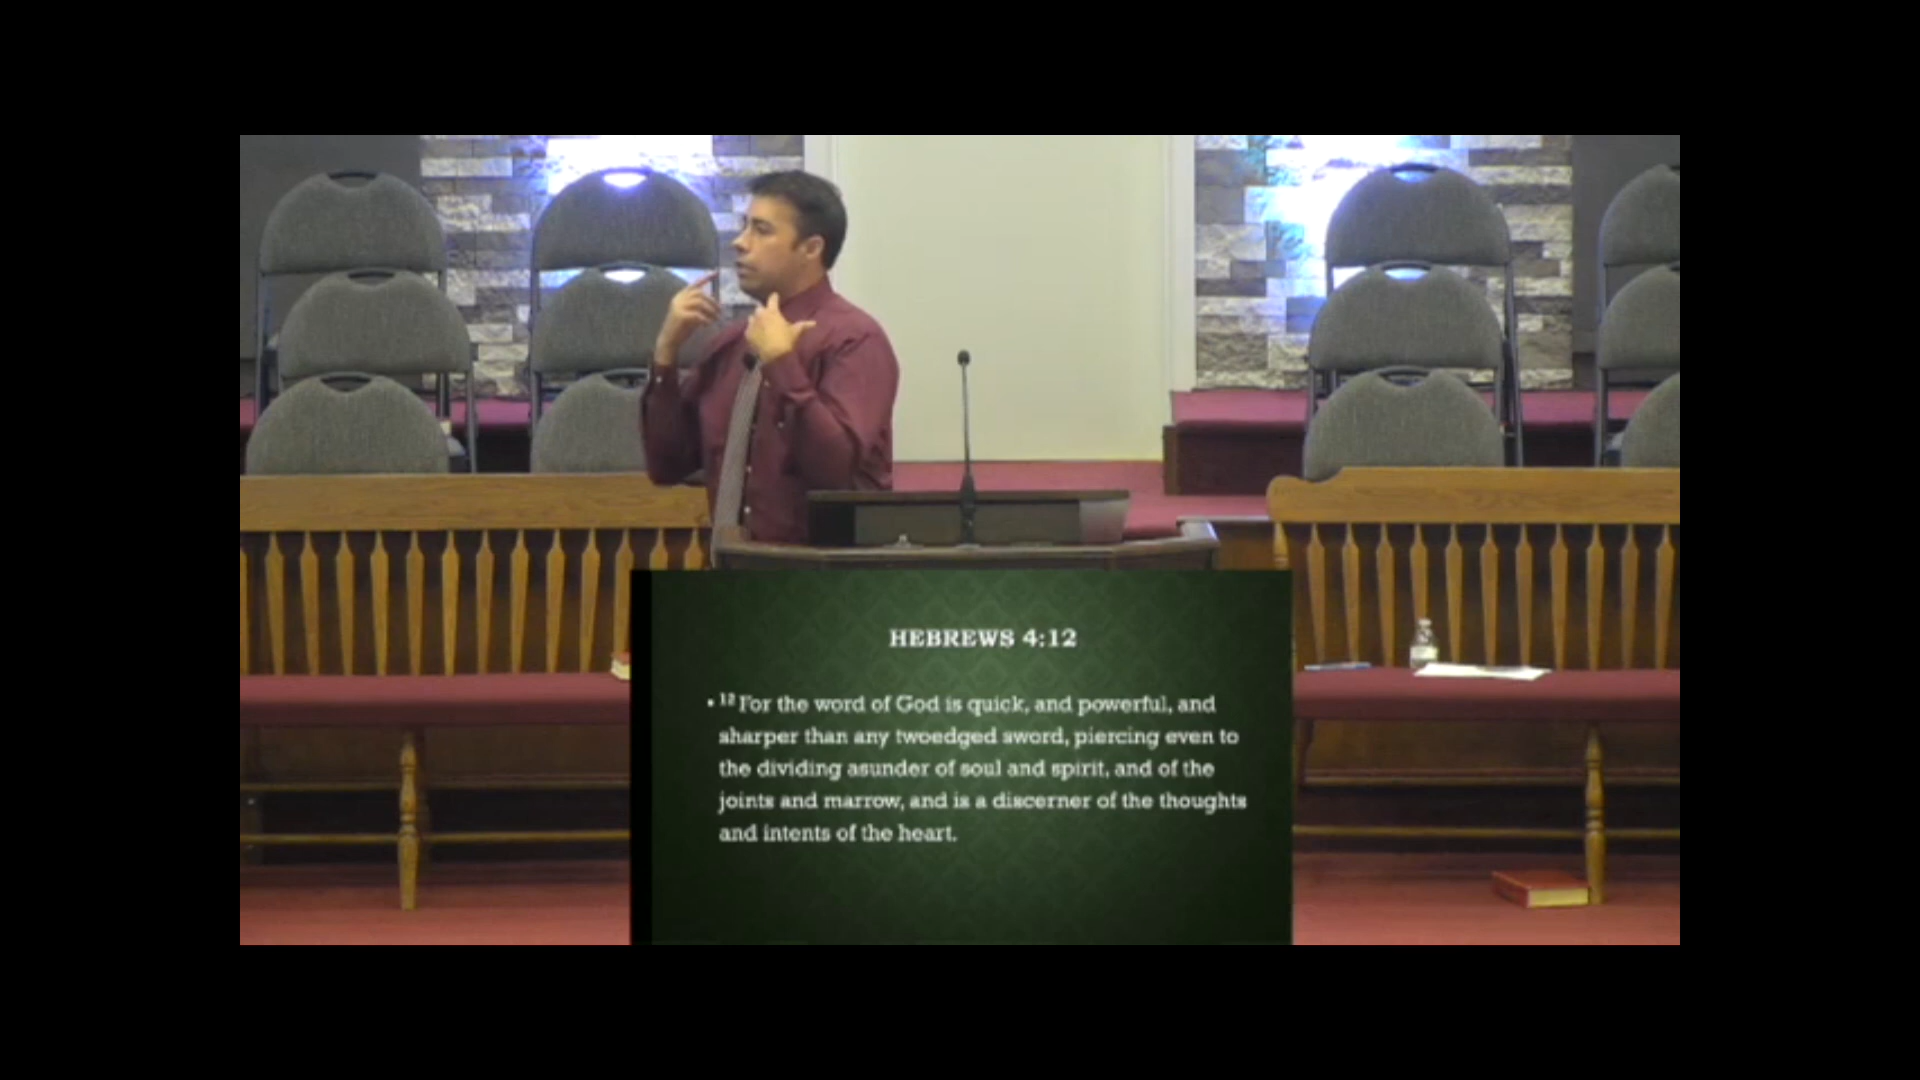 HEBREWS 4:12
• 12 For the word of God is quick, and powerful, and
sharper than any twoedged sword, piercing even to
the dividing asunder of soul and spirit, and of the
joints and marrow, and is a discerner of the thoughts
and intents of the heart.